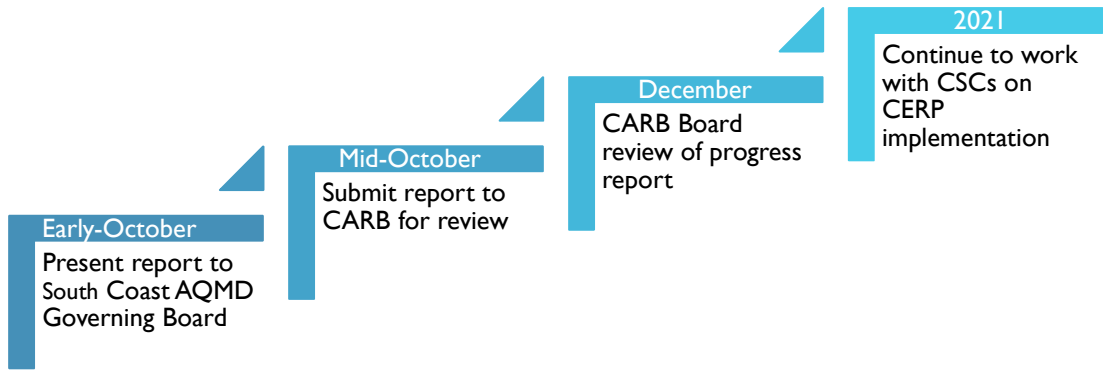 Early-October
Present report to
South Coast AQMD
Governing Board
Mid-October
Submit report to
CARB for review
December
CARB Board
review of progress
report
2021
Continue to work
with CSCs on
CERP
implementation